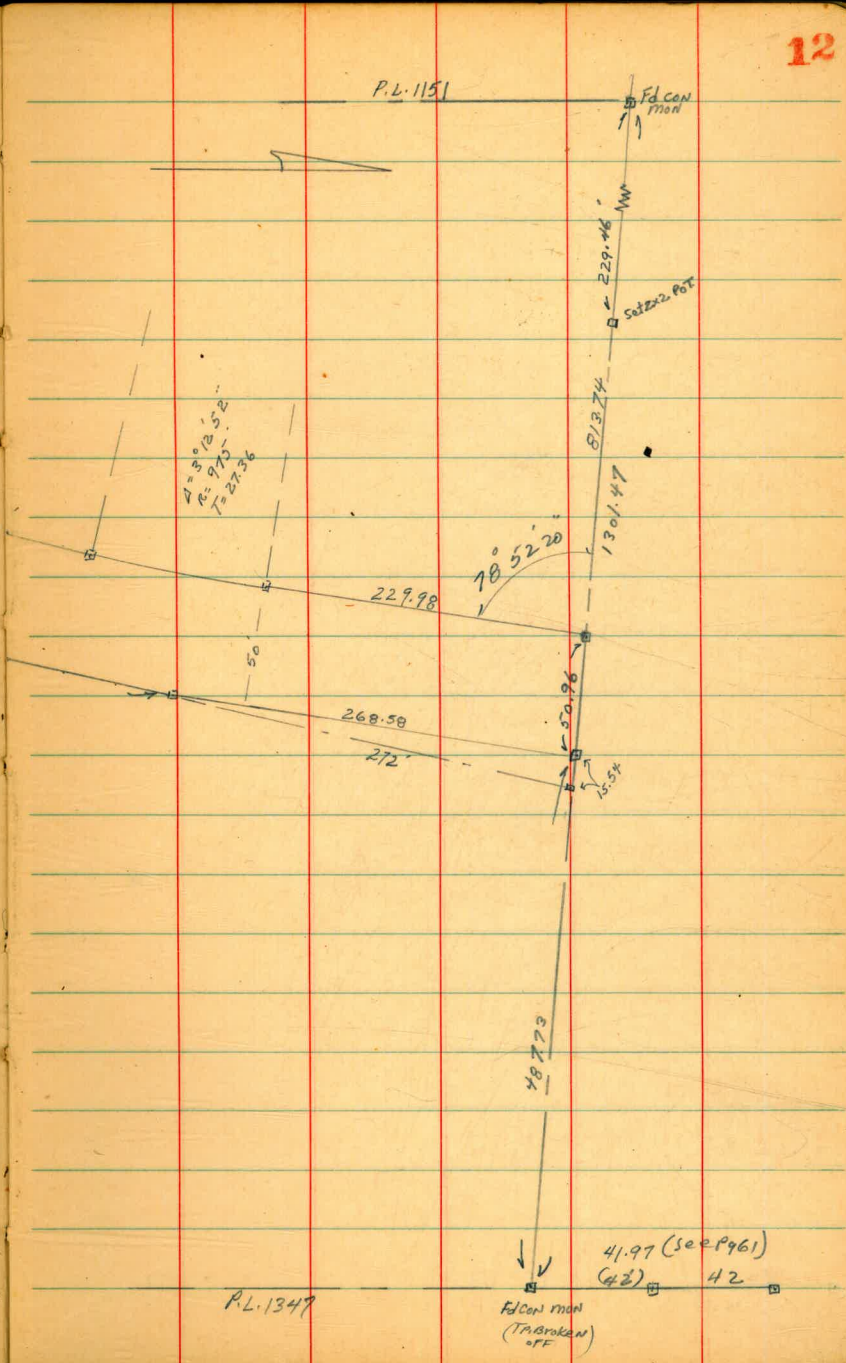 12
P.L. 1151
Fd CON
MON
229.46'
Set 2x2 POT
813.74
1301.47
Δ = 3° 12' 52"
R = 975'
T = 27.36
78° 52' 20"
229.98
50'
50.96
268.58
272'
15.54
487.73
41.97 (See Pg 61)
(42) 42
P.L. 1347
Fd CON MON
(TP. Broken)
OFF